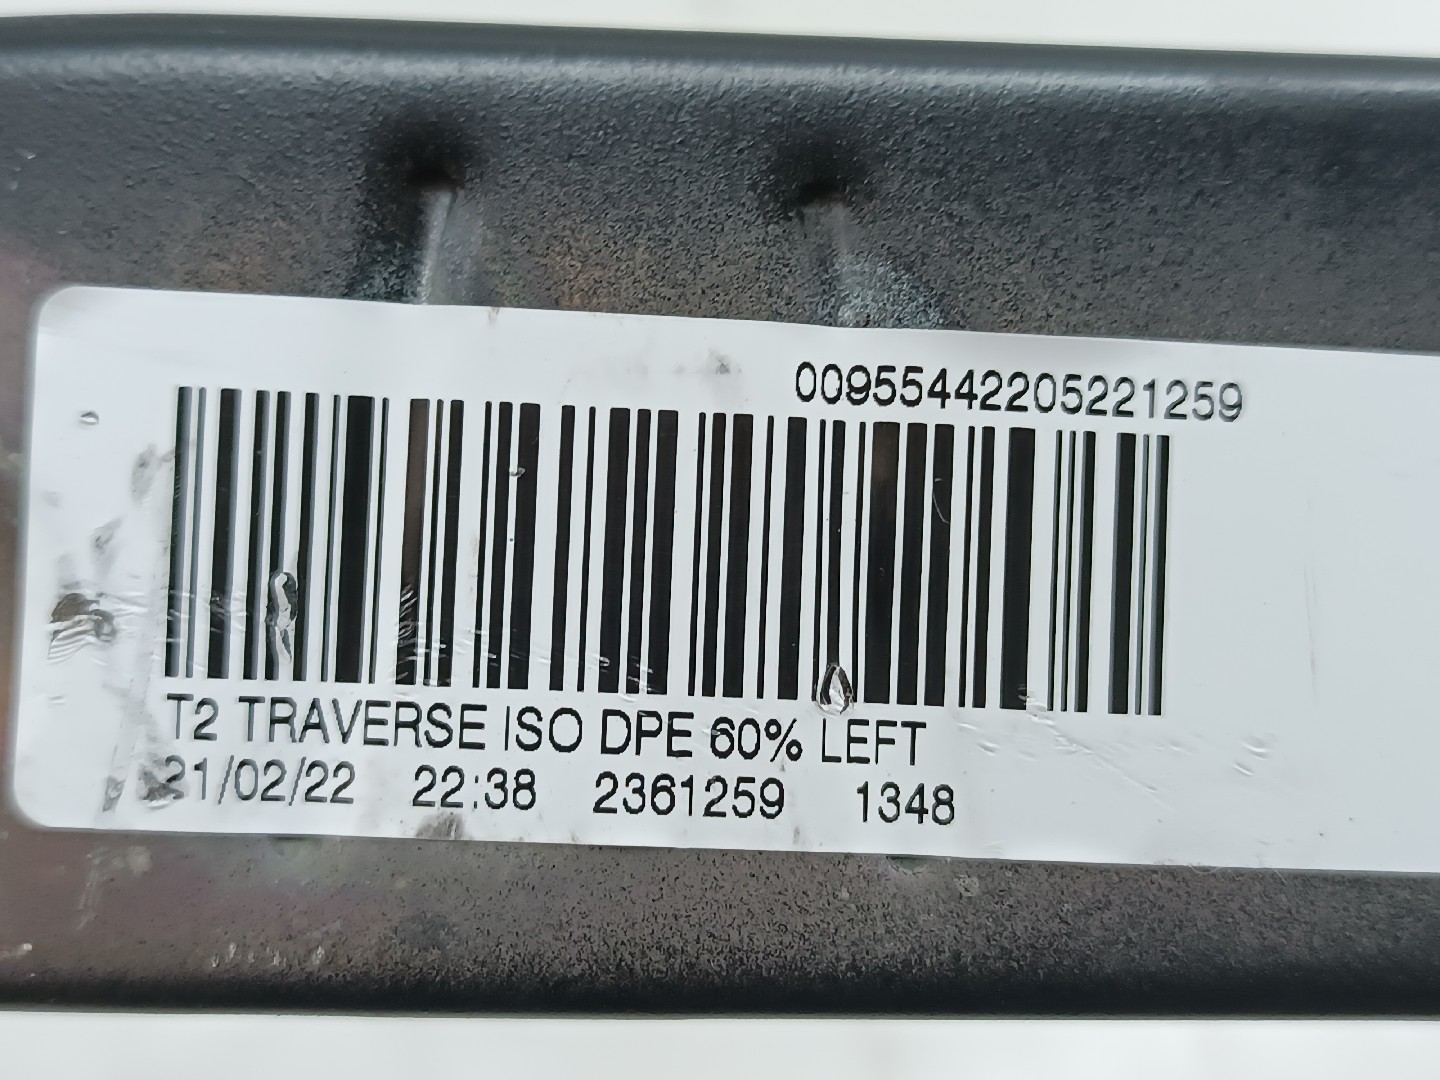 00955442205221259
T2 TRAVERSE ISO DPE 60% LEFT
21/02/22 22:38 2361259 1348